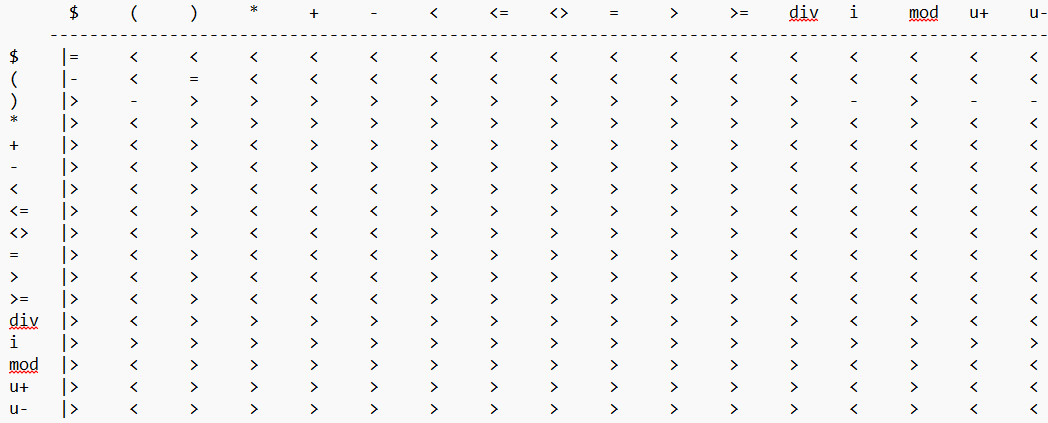 $ ( ) * + - < <= <> = > >= div i mod u+ u-
-----------------------------------------------------------------------------------
$ |= < < < < < < < < < < < < < < < <
( |- < = < < < < < < < < < < < < < <
) |> - > > > > > > > > > > > - > - -
* |> < > > > > > > > > > > > < > < <
+ |> < > < > > > > > > > > < < < < <
- |> < > < > > > > > > > > < < < < <
< |> < > < < < > > > > > > < < < < <
<= |> < > < < < > > > > > > < < < < <
<> |> < > < < < > > > > > > < < < < <
= |> < > < < < > > > > > > < < < < <
> |> < > < < < > > > > > > < < < < <
>= |> < > < < < > > > > > > < < < < <
div |> < > > > > > > > > > > > < > < <
i |> > > > > > > > > > > > > > > > >
mod |> < > > > > > > > > > > > < > < <
u+ |> < > > > > > > > > > > > < > < <
u- |> < > > > > > > > > > > > < > < <